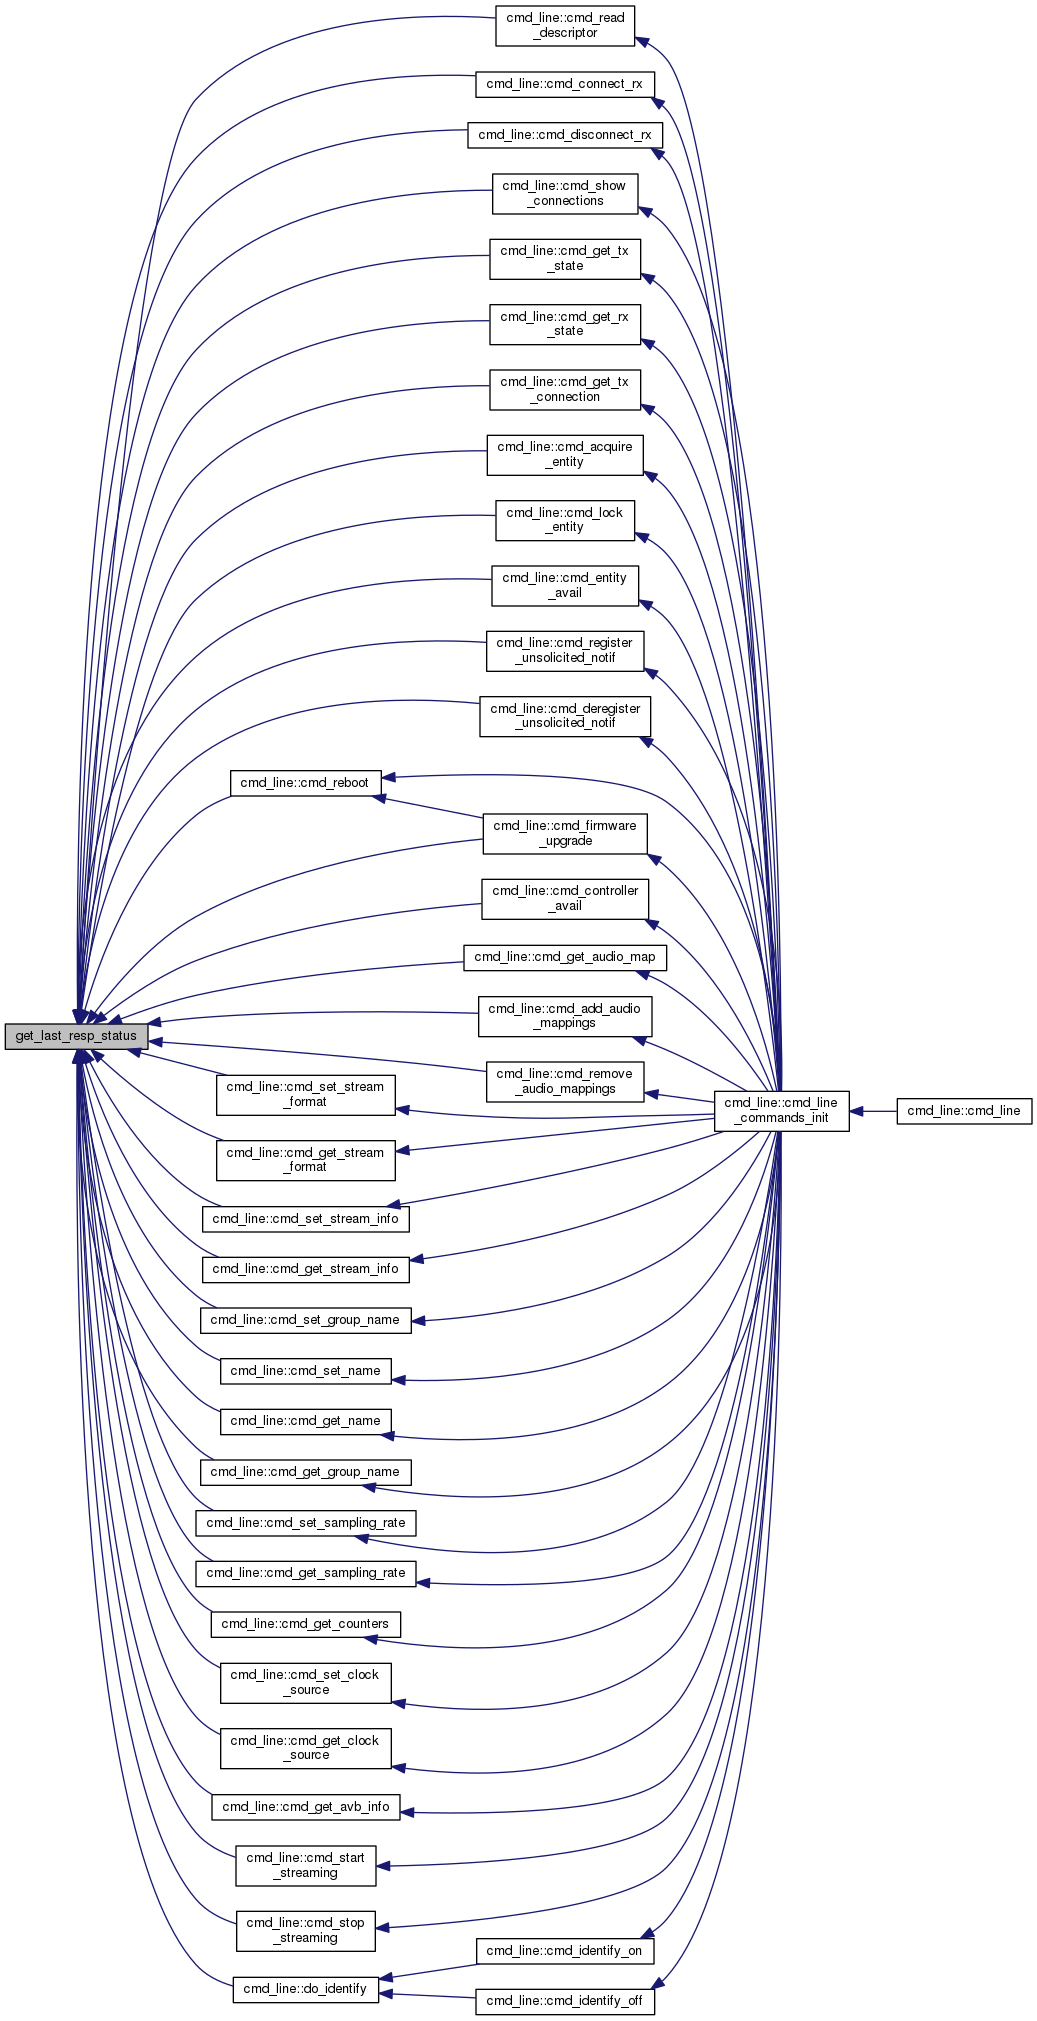 cmd_line::cmd_read
_descriptor
cmd_line::cmd_connect_rx
cmd_line::cmd_disconnect_rx
cmd_line::cmd_show
_connections
cmd_line::cmd_get_tx
_state
cmd_line::cmd_get_rx
_state
cmd_line::cmd_get_tx
_connection
cmd_line::cmd_acquire
_entity
cmd_line::cmd_lock
_entity
cmd_line::cmd_entity
_avail
cmd_line::cmd_register
_unsolicited_notif
cmd_line::cmd_deregister
_unsolicited_notif
cmd_line::cmd_reboot
cmd_line::cmd_firmware
_upgrade
cmd_line::cmd_controller
_avail
cmd_line::cmd_get_audio_map
cmd_line::cmd_add_audio
_mappings
get_last_resp_status
cmd_line::cmd_remove
_audio_mappings
cmd_line::cmd_set_stream
_format
cmd_line::cmd_line
_commands_init
cmd_line::cmd_line
cmd_line::cmd_get_stream
_format
cmd_line::cmd_set_stream_info
cmd_line::cmd_get_stream_info
cmd_line::cmd_set_group_name
cmd_line::cmd_set_name
cmd_line::cmd_get_name
cmd_line::cmd_get_group_name
cmd_line::cmd_set_sampling_rate
cmd_line::cmd_get_sampling_rate
cmd_line::cmd_get_counters
cmd_line::cmd_set_clock
_source
cmd_line::cmd_get_clock
_source
cmd_line::cmd_get_avb_info
cmd_line::cmd_start
_streaming
cmd_line::cmd_stop
_streaming
cmd_line::cmd_identify_on
cmd_line::do_identify
cmd_line::cmd_identify_off